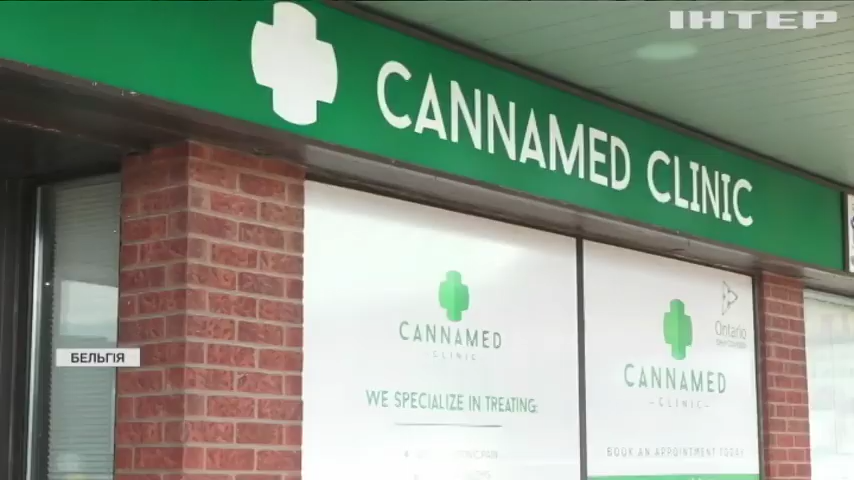 ІНТЕР
CANNAMED CLINIC
CANNAMED
CLINIC
WE SPECIALIZE IN TREATING:
Ontario
CANNAMED
CLINIC
BOOK AN APPOINTMENT TODAY
БЕЛЬГІЯ